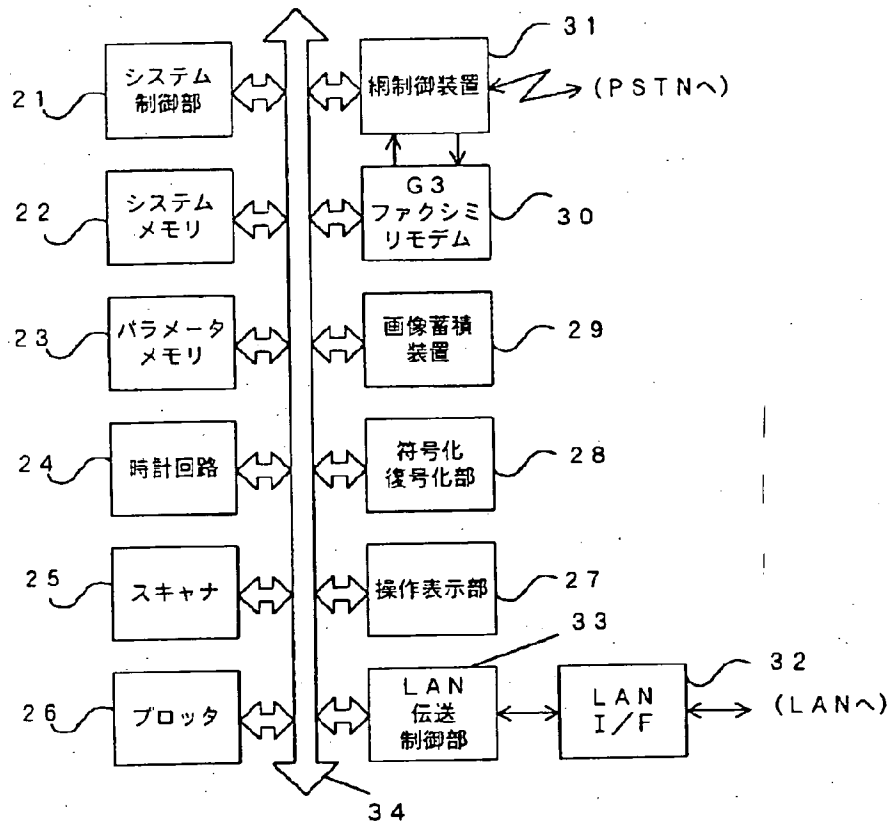 31
システム
制御部
21
網制御装置
(PSTNへ)
システム
メモリ
22
G3
ファクシミ
リモデム
30
パラメータ
メモリ
23
画像蓄積
装置
29
時計回路
24
符号化
復号化部
28
スキャナ
25
操作表示部
27
33
プロッタ
26
LAN
伝送
制御部
LAN
I/F
32
(LANへ)
34